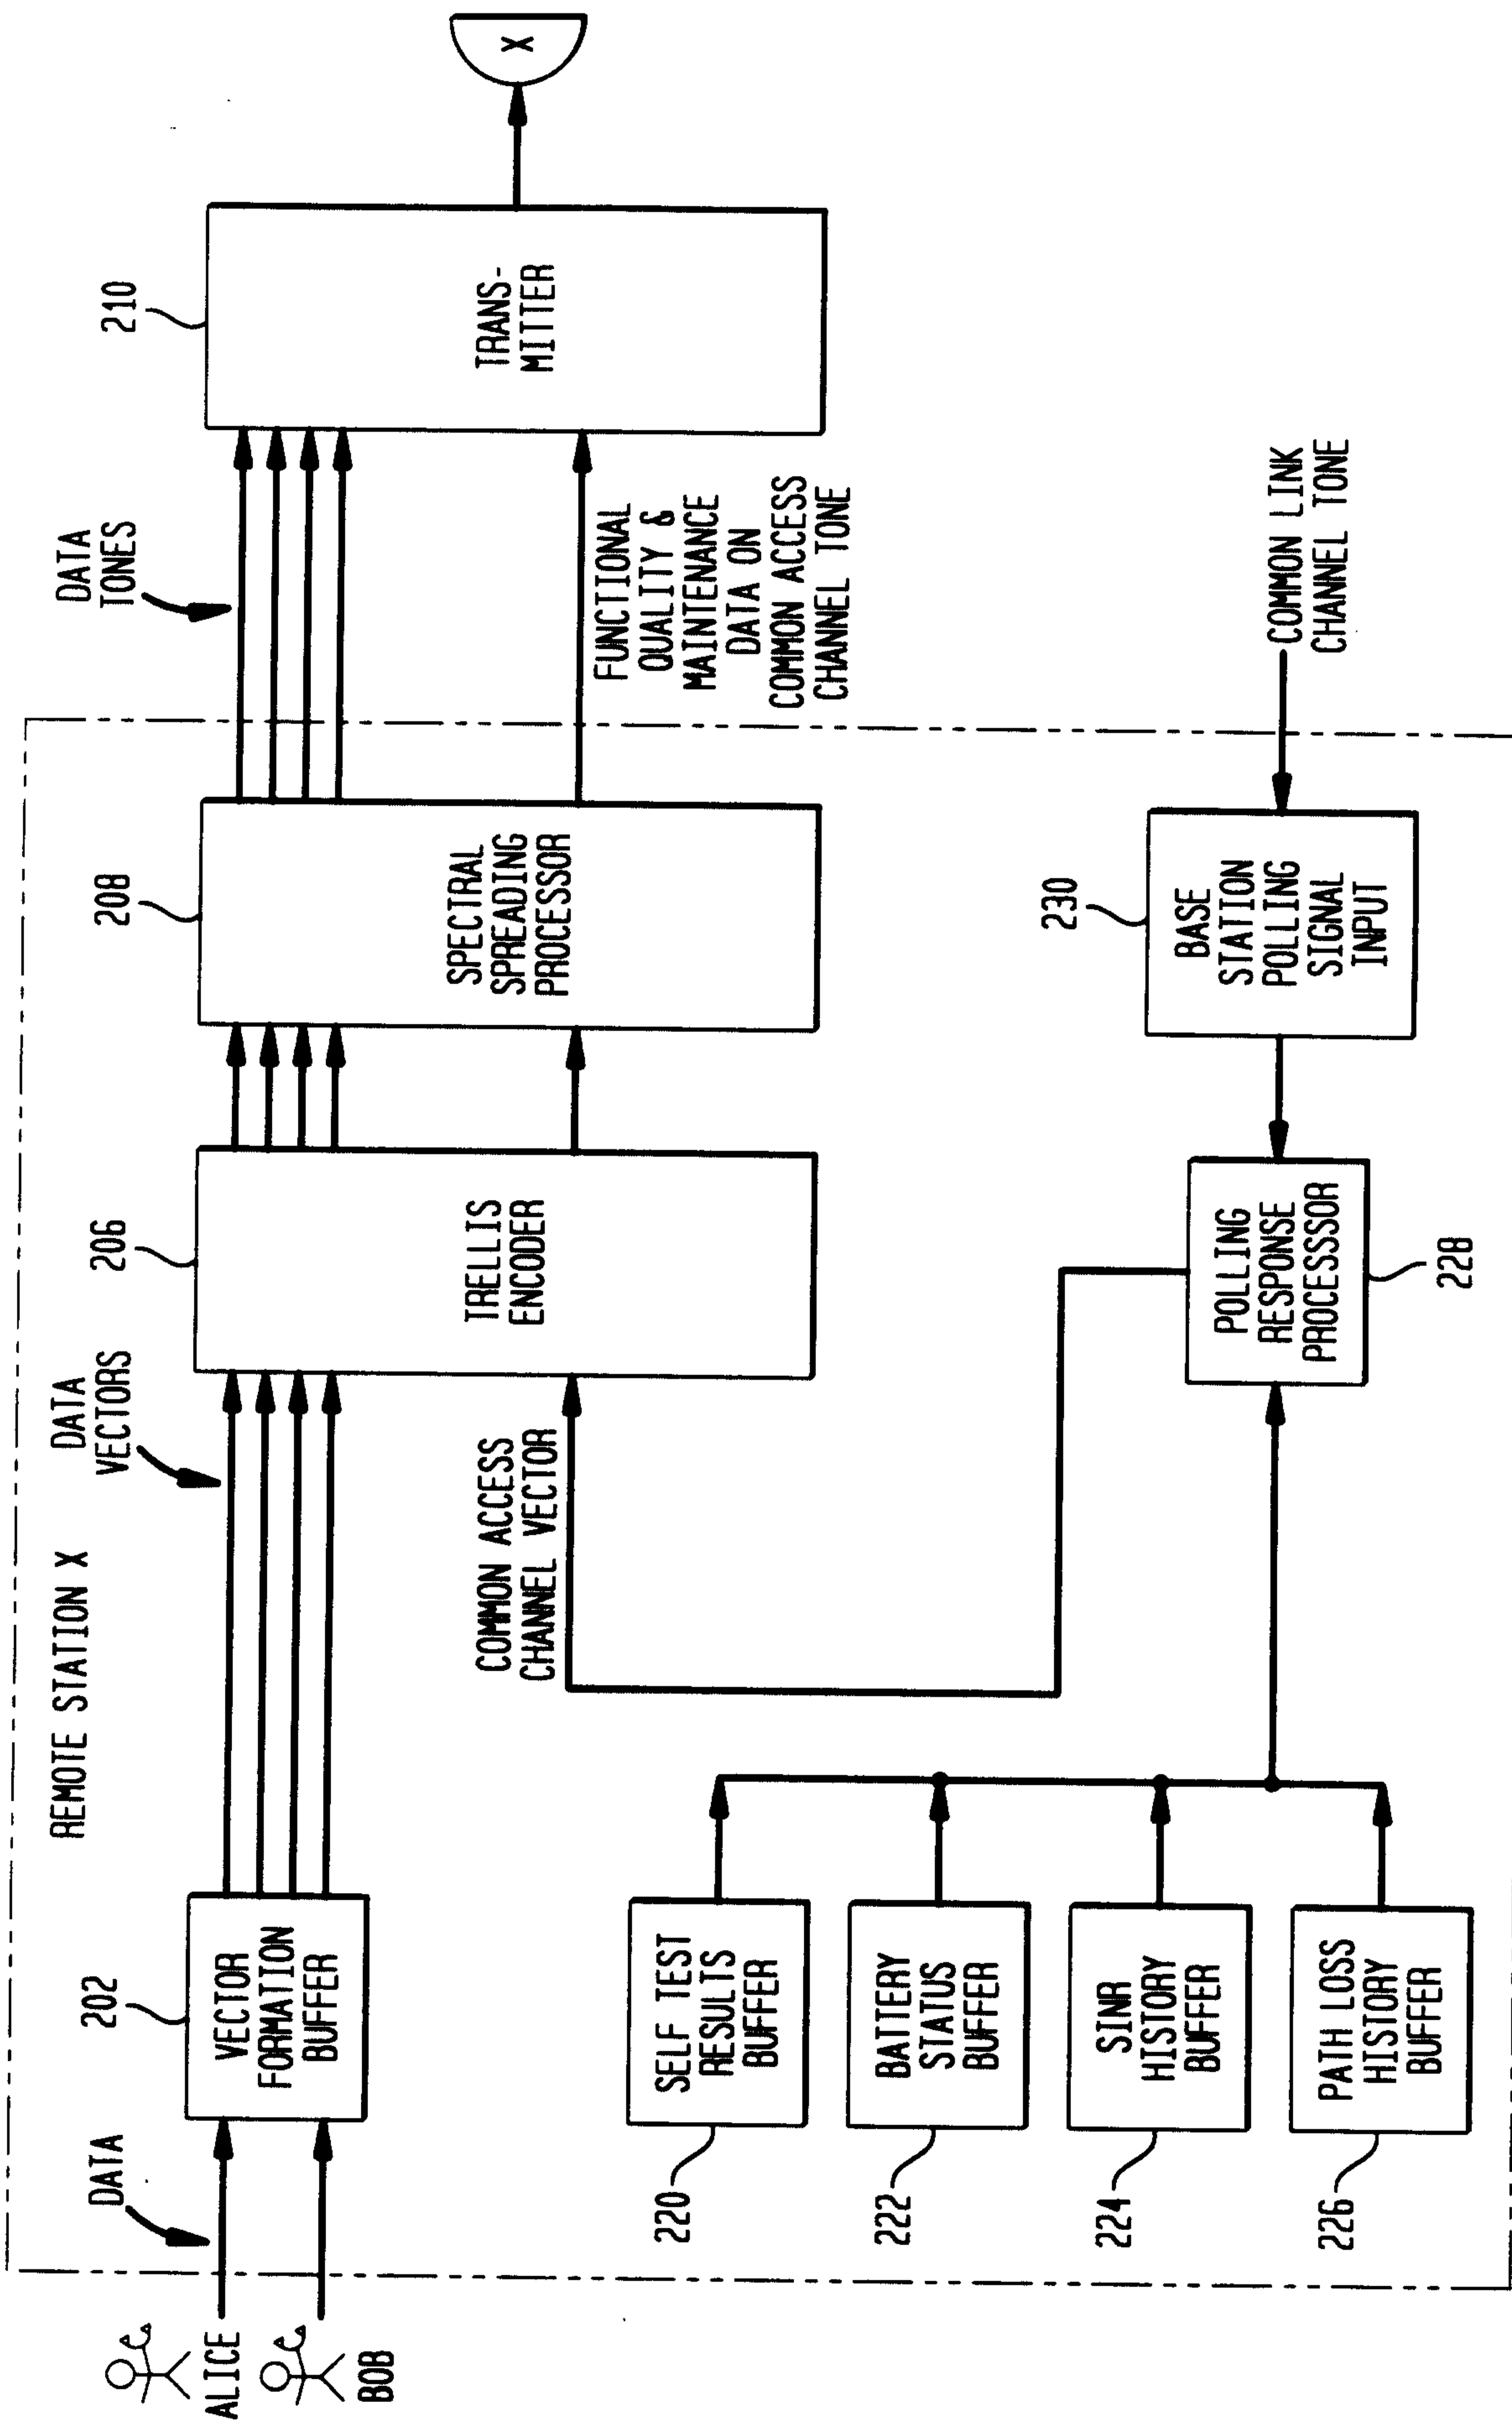 REMOTE STATION X
ALICE
BOB
DATA
202
VECTOR
FORMATION
BUFFER
DATA
VECTORS
206
TRELLIS
ENCODER
208
SPECTRAL
SPREADING
PROCESSOR
DATA
TONES
210
TRANS-
MITTER
X
COMMON ACCESS
CHANNEL VECTOR
FUNCTIONAL
QUALITY &
MAINTENANCE
DATA ON
COMMON ACCESS
CHANNEL TONE
220
SELF TEST
RESULTS
BUFFER
222
BATTERY
STATUS
BUFFER
224
SINR
HISTORY
BUFFER
226
PATH LOSS
HISTORY
BUFFER
POLLING
RESPONSE
PROCESSSOR
228
230
BASE
STATION
POLLING
SIGNAL
INPUT
COMMON LINK
CHANNEL TONE